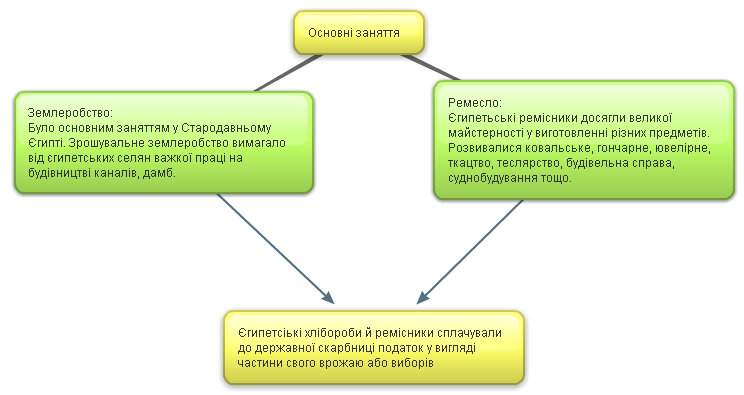 Основні заняття
Землеробство:
Було основним заняттям у Стародавньому
Єгипті. Зрошувальне землеробство вимагало
від єгипетських селян важкої праці на
будівництві каналів, дамб.
Ремесло:
Єгипетьські ремісники досягли великої
майстерності у виготовленні різних предметів.
Розвивалися ковальське, гончарне, ювелірне,
ткацтво, теслярство, будівельна справа,
суднобудування тощо.
Єгипетсіькі хлібороби й ремісники сплачували
до державної скарбниці податок у вигляді
частини свого врожаю або виборів